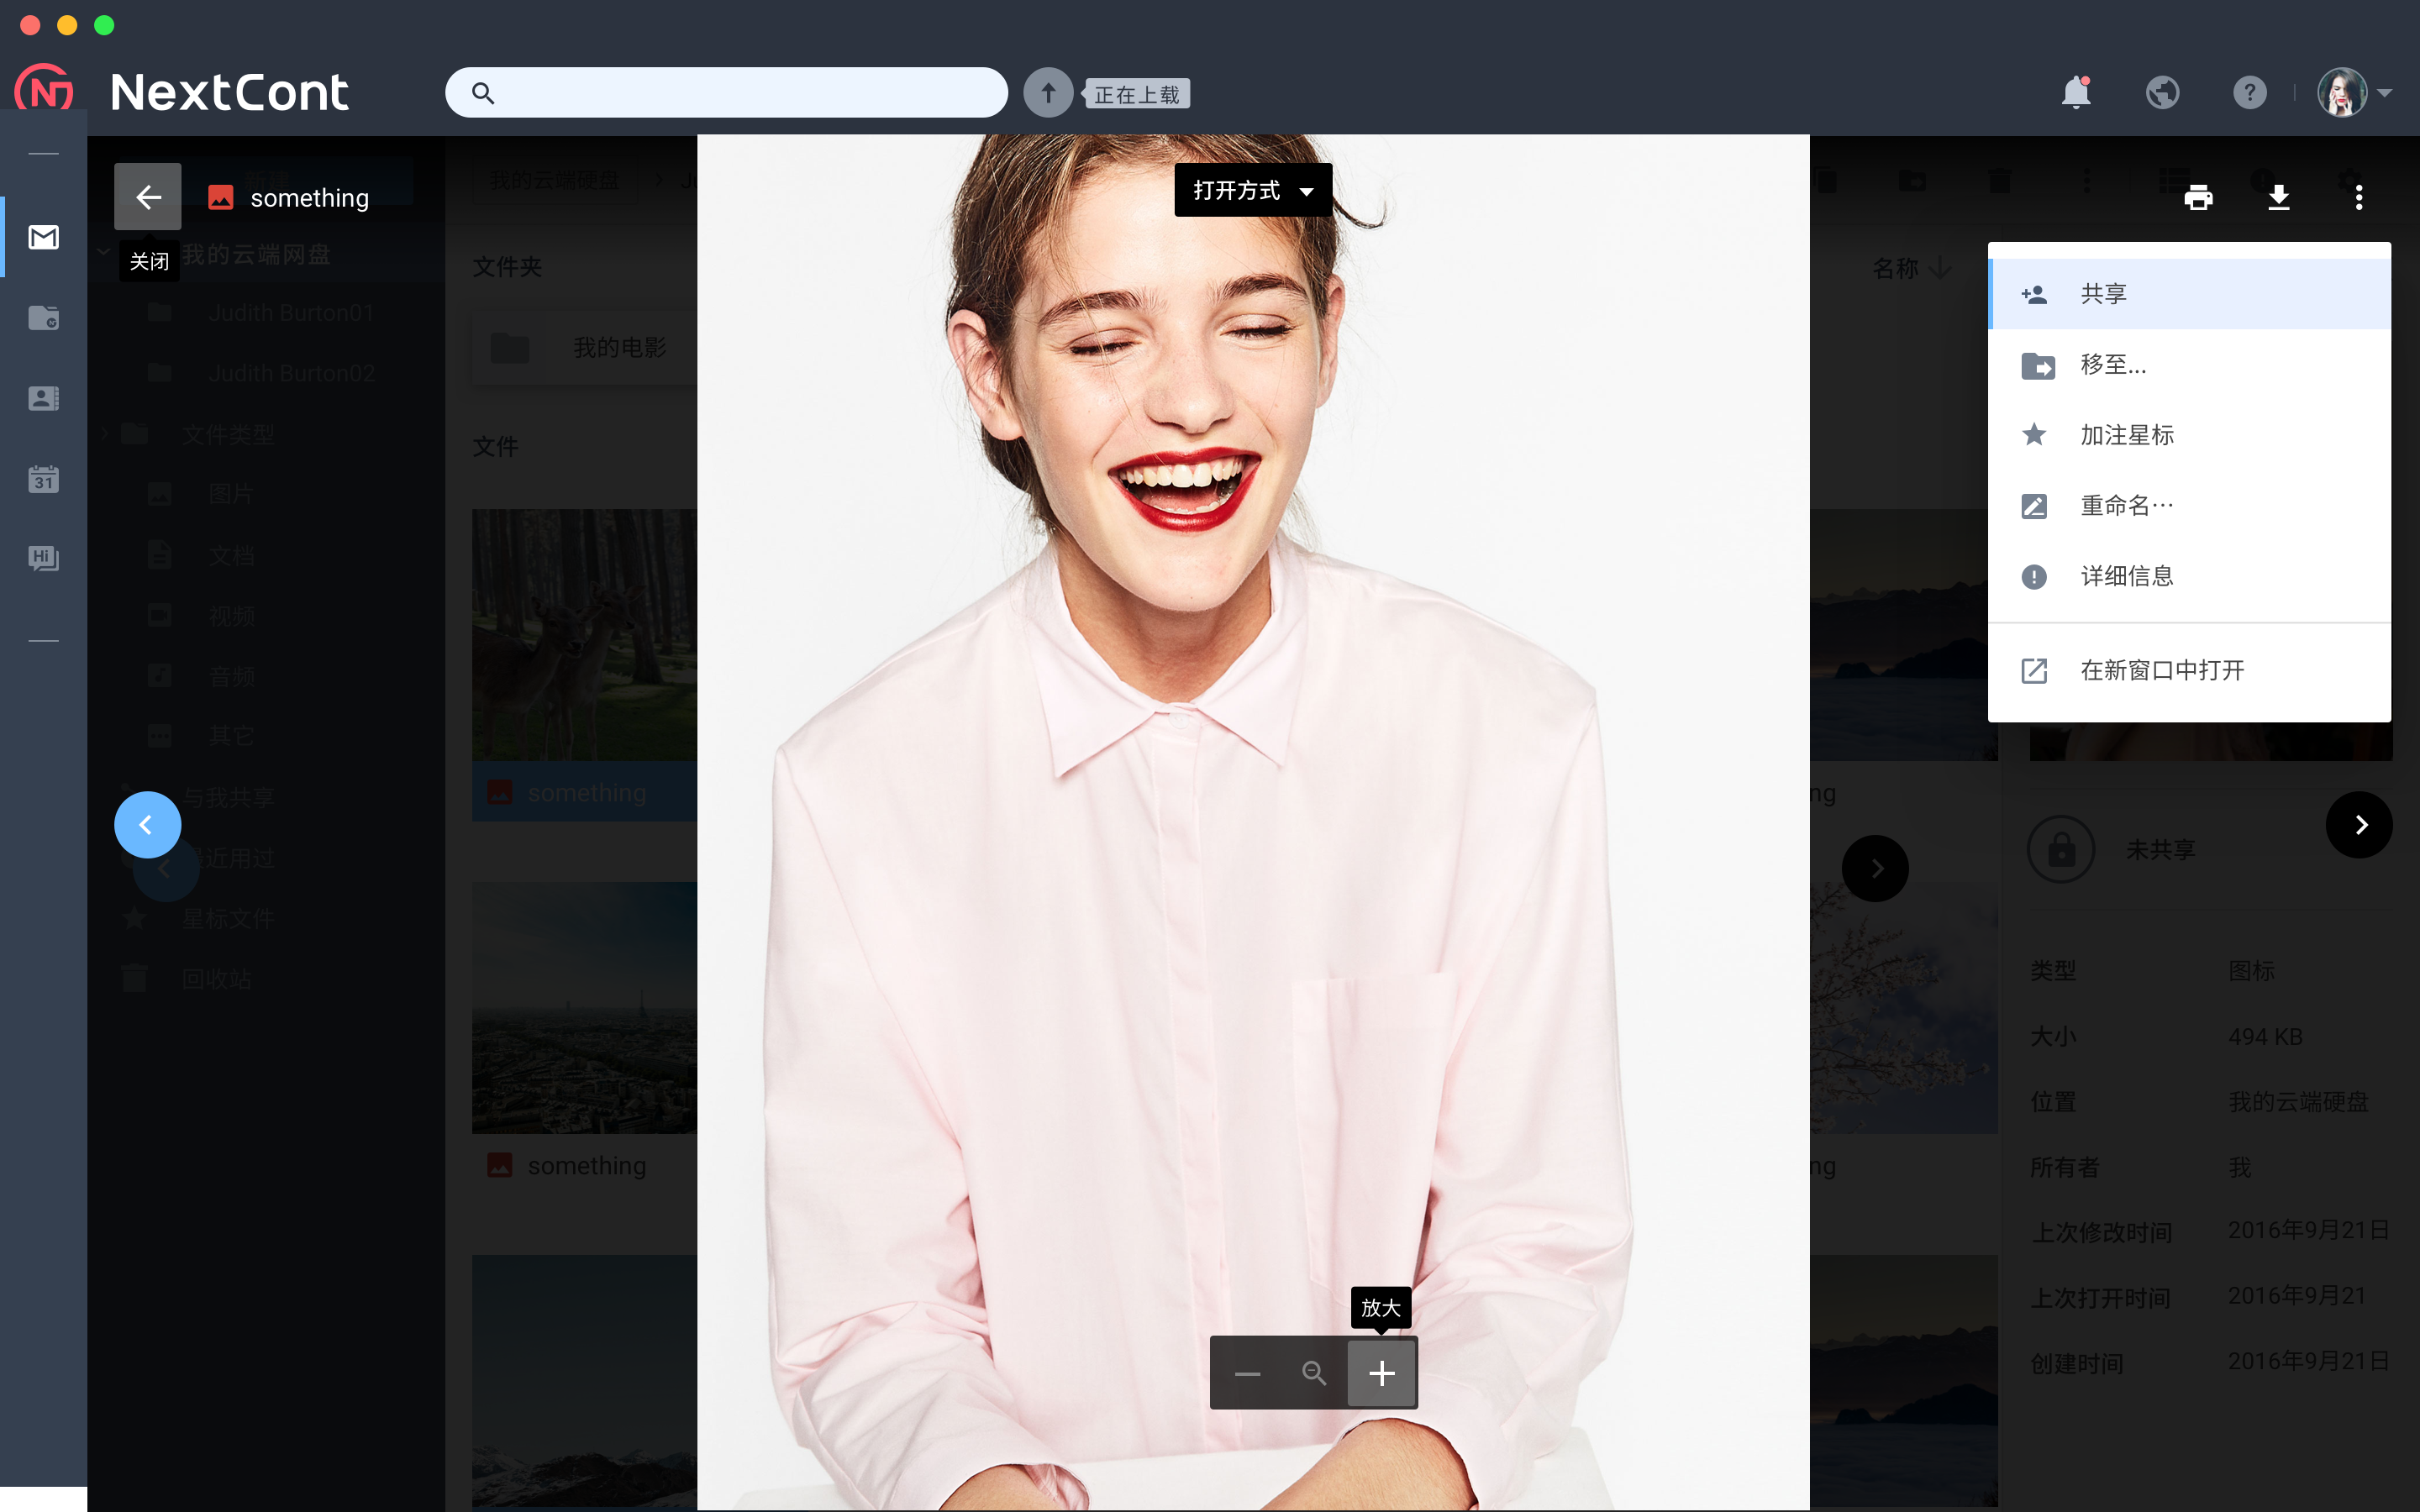 NextCont
正在上载
新建
我的云端硬盘
打开方式
something
关闭
我的云端网盘
Judith Burton01
Judith Burton02
文件类型
图片
文档
视频
音频
其它
与我共享
最近用过
星标文件
回收站
31
Hi
文件夹
我的电影
文件
something
something
名称
共享
移至...
加注星标
重命名…
详细信息
在新窗口中打开
ng
ng
未共享
类型 图标
大小 494 KB
位置 我的云端硬盘
所有者 我
上次修改时间 2016年9月21日
上次打开时间 2016年9月21
创建时间 2016年9月21日
放大